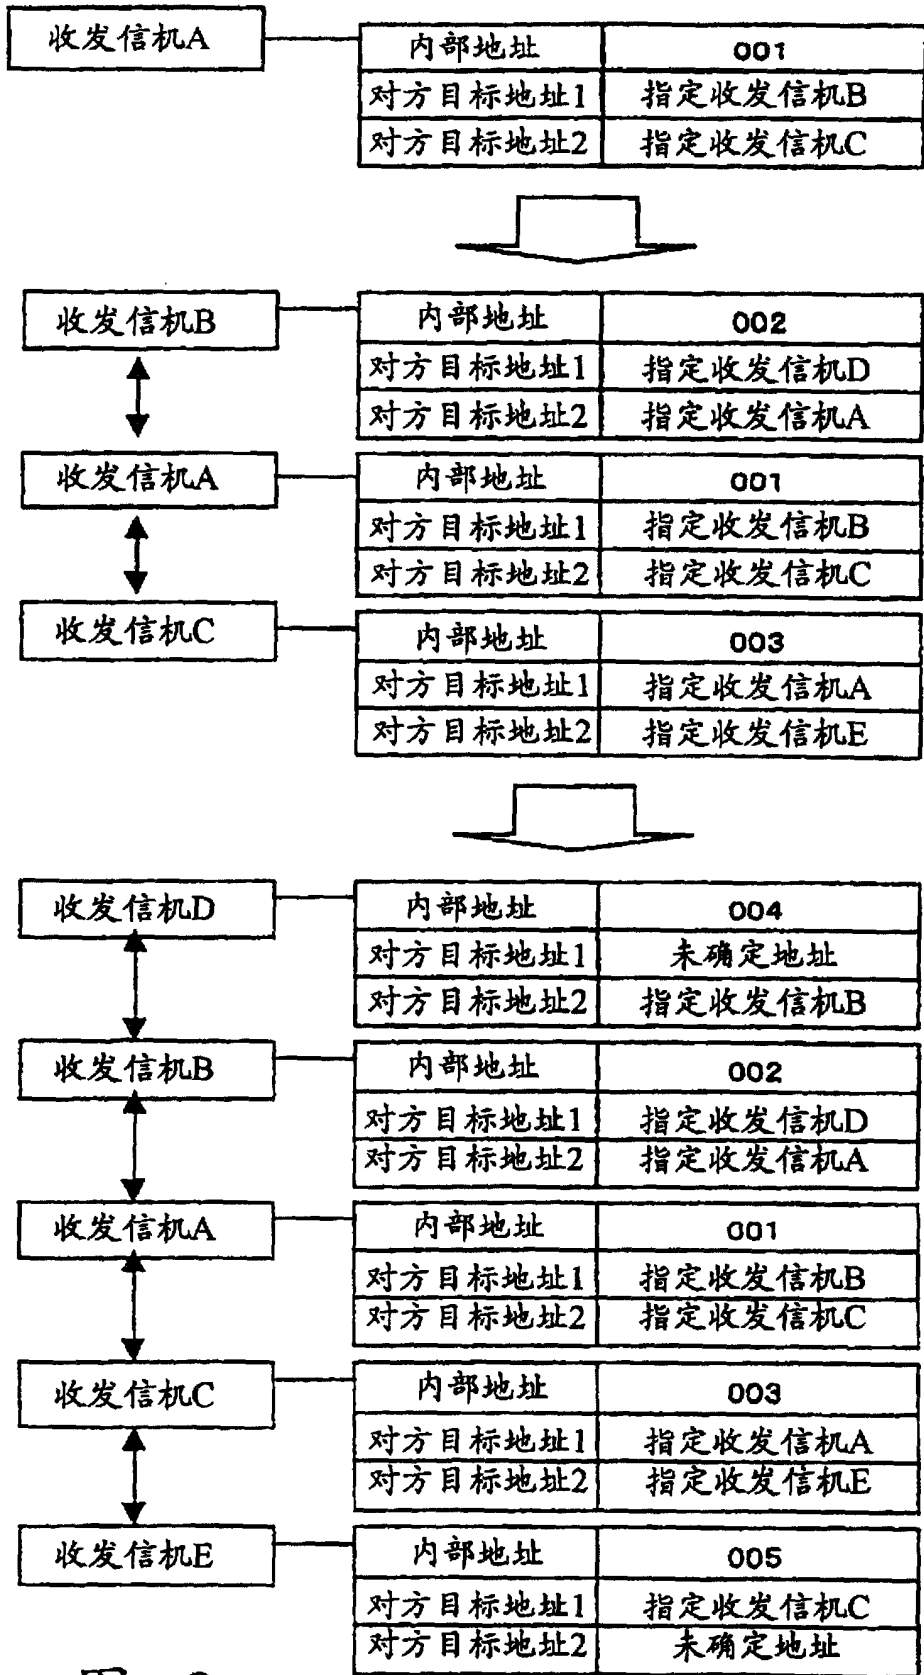 收发信机A
内部地址 001
对方目标地址1 指定收发信机B
对方目标地址2 指定收发信机C
收发信机B
内部地址 002
对方目标地址1 指定收发信机D
对方目标地址2 指定收发信机A
收发信机A
内部地址 001
对方目标地址1 指定收发信机B
对方目标地址2 指定收发信机C
收发信机C
内部地址 003
对方目标地址1 指定收发信机A
对方目标地址2 指定收发信机E
收发信机D
内部地址 004
对方目标地址1 未确定地址
对方目标地址2 指定收发信机B
收发信机B
内部地址 002
对方目标地址1 指定收发信机D
对方目标地址2 指定收发信机A
收发信机A
内部地址 001
对方目标地址1 指定收发信机B
对方目标地址2 指定收发信机C
收发信机C
内部地址 003
对方目标地址1 指定收发信机A
对方目标地址2 指定收发信机E
收发信机E
内部地址 005
对方目标地址1 指定收发信机C
对方目标地址2 未确定地址